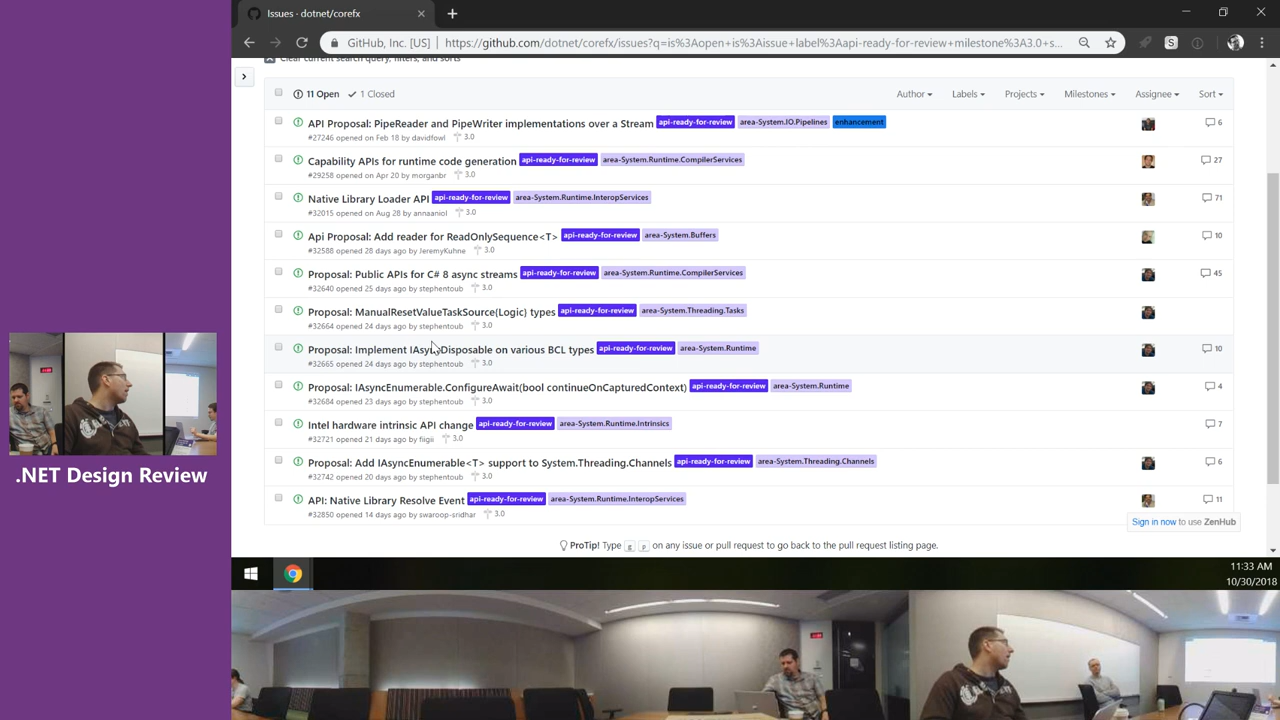 Issues · dotnet/corefx
GitHub, Inc. [US] https://github.com/dotnet/corefx/issues?q=is%3Aopen+is%3Aissue+label%3Aapi-ready-for-review+milestone%3A3.0+s...
Clear current search query, filters, and sorts
11 Open 1 Closed Author Labels Projects Milestones Assignee Sort
API Proposal: PipeReader and PipeWriter implementations over a Stream api-ready-for-review area-System.IO.Pipelines enhancement
#27246 opened on Feb 18 by davidfowl 3.0
Capability APIs for runtime code generation api-ready-for-review area-System.Runtime.CompilerServices 27
#29258 opened on Apr 20 by morganbr 3.0
Native Library Loader API api-ready-for-review area-System.Runtime.InteropServices 71
#32015 opened on Aug 28 by annaaniol 3.0
Api Proposal: Add reader for ReadOnlySequence<T> api-ready-for-review area-System.Buffers 10
#32588 opened 28 days ago by JeremyKuhne 3.0
Proposal: Public APIs for C# 8 async streams api-ready-for-review area-System.Runtime.CompilerServices 45
#32640 opened 25 days ago by stephentoub 3.0
Proposal: ManualResetValueTaskSource(Logic) types api-ready-for-review area-System.Threading.Tasks
#32664 opened 24 days ago by stephentoub 3.0
Proposal: Implement IAsyncDisposable on various BCL types api-ready-for-review area-System.Runtime 10
#32665 opened 24 days ago by stephentoub 3.0
Proposal: IAsyncEnumerable.ConfigureAwait(bool continueOnCapturedContext) api-ready-for-review area-System.Runtime 4
#32684 opened 23 days ago by stephentoub 3.0
Intel hardware intrinsic API change api-ready-for-review area-System.Runtime.Intrinsics 7
#32721 opened 21 days ago by fiigii 3.0
Proposal: Add IAsyncEnumerable<T> support to System.Threading.Channels api-ready-for-review area-System.Threading.Channels
#32742 opened 20 days ago by stephentoub 3.0
API: Native Library Resolve Event api-ready-for-review area-System.Runtime.InteropServices 11
#32850 opened 14 days ago by swaroop-sridhar 3.0
Sign in now to use ZenHub
ProTip! Type g p on any issue or pull request to go back to the pull request listing page.
.NET Design Review
11:33 AM
10/30/2018